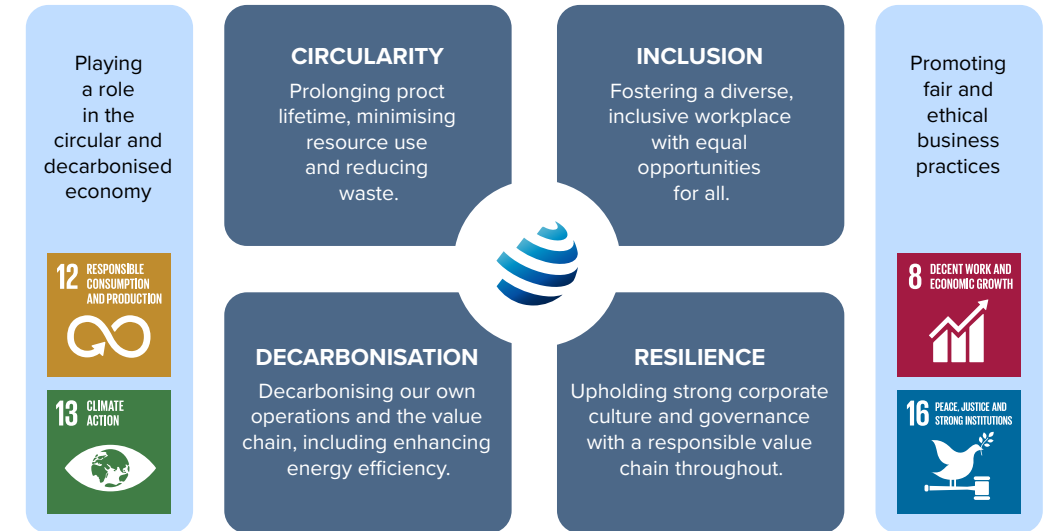 Playing
a role
in the
circular and
decarbonised
economy
12 RESPONSIBLE
CONSUMPTION
AND PRODUCTION
13 CLIMATE
ACTION
CIRCULARITY
Prolonging proct
lifetime, minimising
resource use
and reducing
waste.
INCLUSION
Fostering a diverse,
inclusive workplace
with equal
opportunities
for all.
DECARBONISATION
Decarbonising our own
operations and the value
chain, including enhancing
energy efficiency.
RESILIENCE
Upholding strong corporate
culture and governance
with a responsible value
chain throughout.
Promoting
fair and
ethical
business
practices
8 DECENT WORK AND
ECONOMIC GROWTH
16 PEACE, JUSTICE AND
STRONG INSTITUTIONS